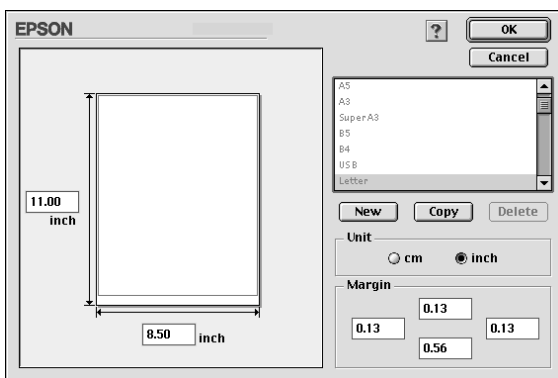 EPSON
?
OK
Cancel
A5
A3
SuperA3
B5
B4
USB
Letter
11.00
inch
8.50 inch
New Copy Delete
Unit
cm inch
Margin
0.13
0.13 0.13
0.56